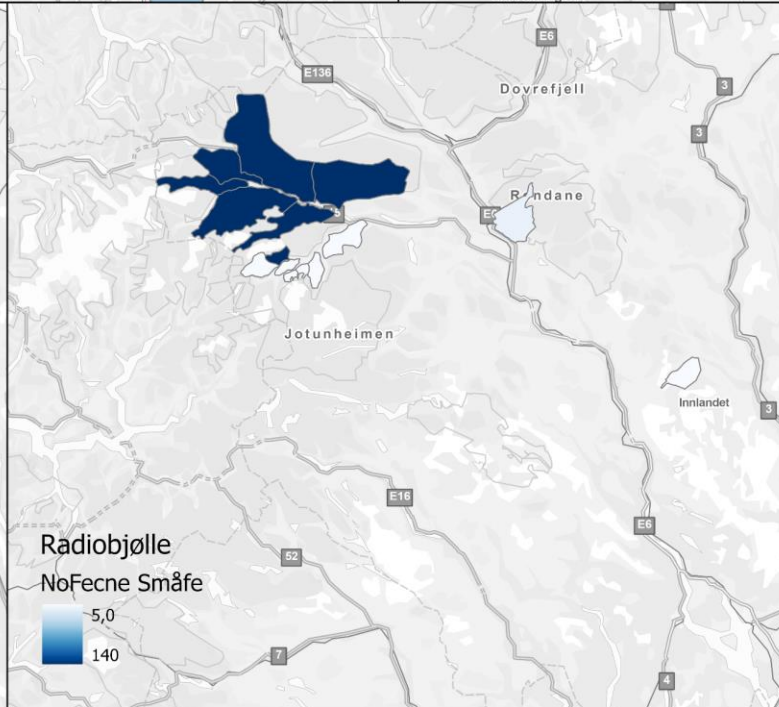 E6
E136
3
Dovrefjell
3
Rondane
E6
Jotunheimen
Innlandet
3
E16
E6
Radiobjølle
52
NoFecne Småfe
5,0
140
7
4